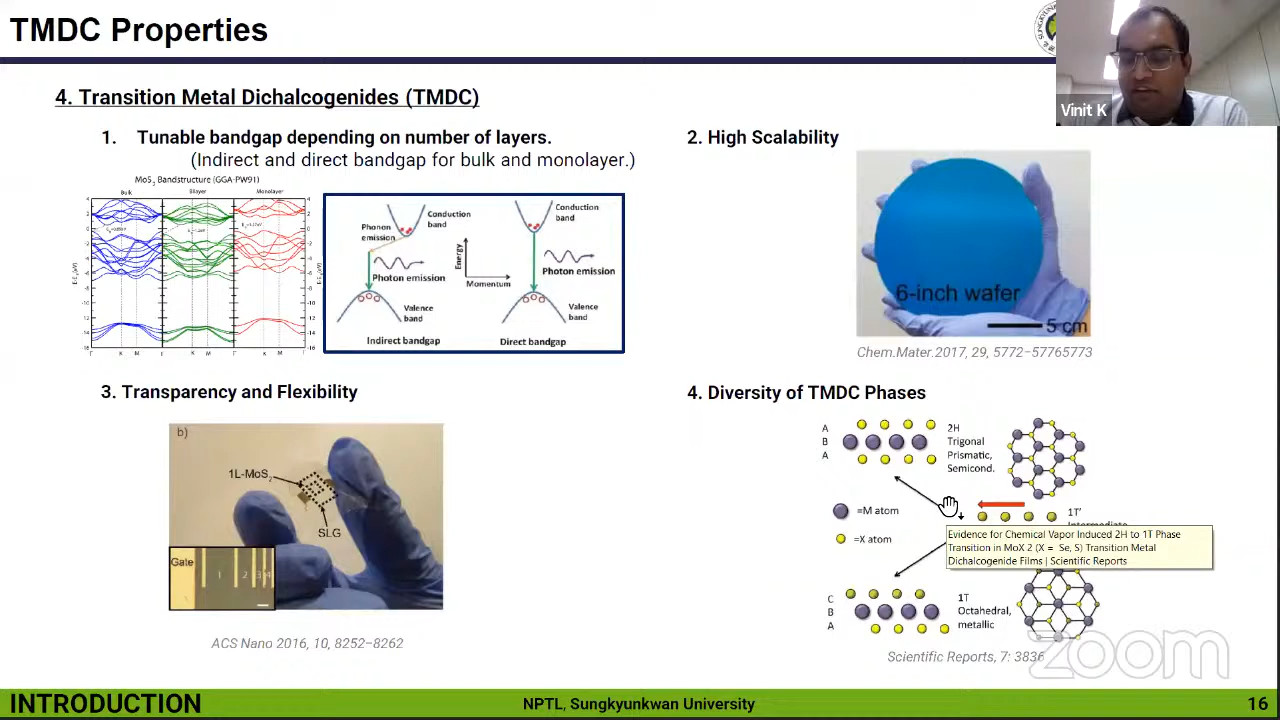 TMDC Properties
Vinit K
4. Transition Metal Dichalcogenides (TMDC)
1. Tunable bandgap depending on number of layers.
(Indirect and direct bandgap for bulk and monolayer.)
MoS2 Bandstructure (GGA-PW91)
Bulk
Bilayer
Monolayer
Γ K M Γ K M Γ K M Γ
Conduction band
Phonon emission
Photon emission
Valence band
Indirect bandgap
Energy
Momentum
Conduction band
Photon emission
Valence band
Direct bandgap
2. High Scalability
6-inch wafer
5 cm
Chem.Mater.2017, 29, 5772−57765773
3. Transparency and Flexibility
b)
1L-MoS2
SLG
Gate
1 2 3 4
ACS Nano 2016, 10, 8252−8262
4. Diversity of TMDC Phases
A
B
A
2H
Trigonal
Prismatic,
Semicond.
=M atom
=X atom
1T'
Intermediate
Evidence for Chemical Vapor Induced 2H to 1T Phase
Transition in MoX 2 (X = Se, S) Transition Metal
Dichalcogenide Films | Scientific Reports
C
B
A
1T
Octahedral,
metallic
Scientific Reports, 7: 3836
zoom
INTRODUCTION
NPTL, Sungkyunkwan University
16